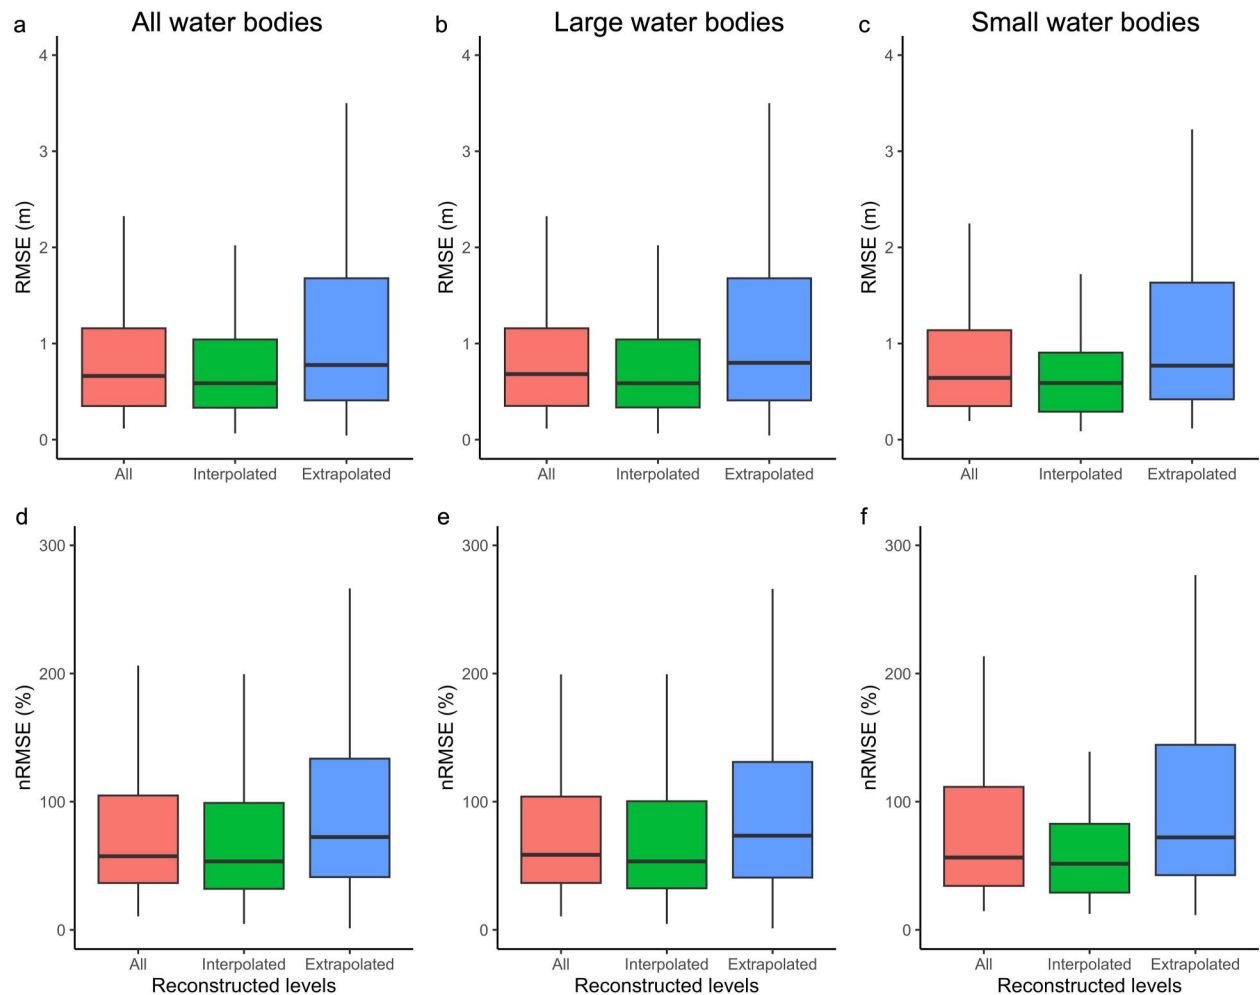 a All water bodies
b Large water bodies
c Small water bodies
RMSE (m)
4
3
2
1
0
All Interpolated Extrapolated
RMSE (m)
4
3
2
1
0
All Interpolated Extrapolated
RMSE (m)
4
3
2
1
0
All Interpolated Extrapolated
d
nRMSE (%)
300
200
100
0
All Interpolated Extrapolated
Reconstructed levels
e
nRMSE (%)
300
200
100
0
All Interpolated Extrapolated
Reconstructed levels
f
nRMSE (%)
300
200
100
0
All Interpolated Extrapolated
Reconstructed levels